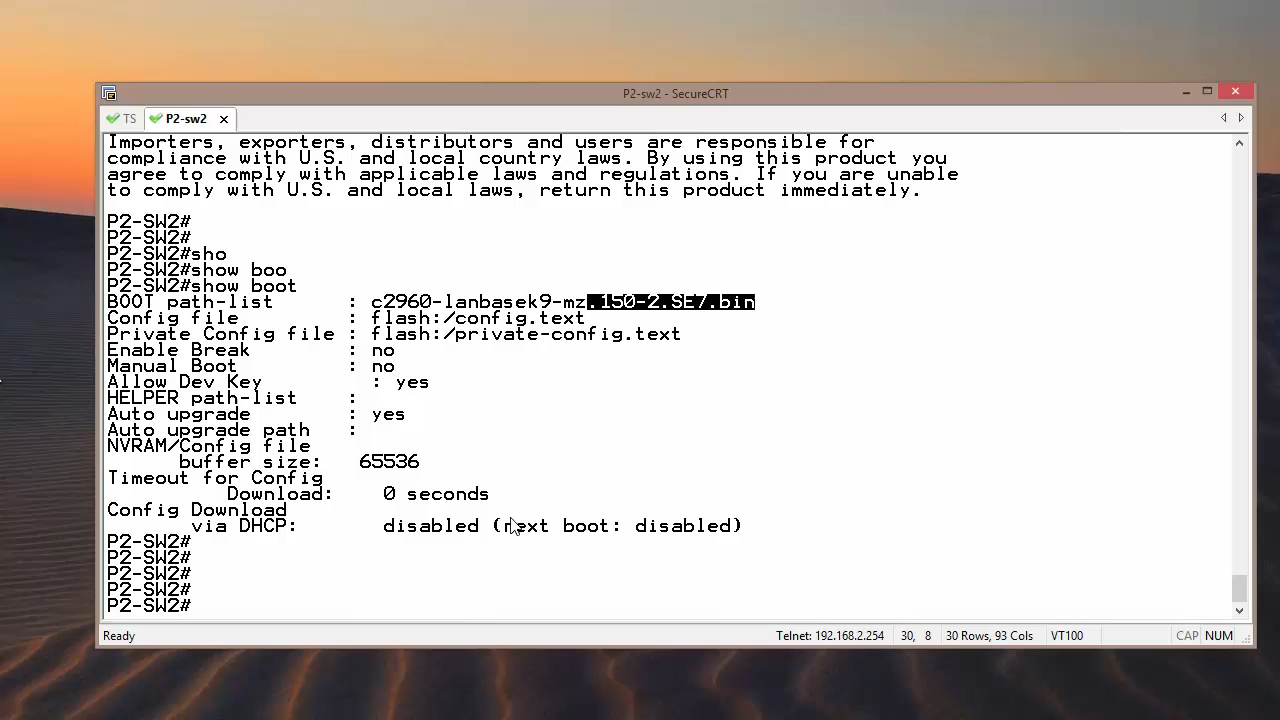 P2-sw2 - SecureCRT
TS P2-sw2
Importers, exporters, distributors and users are responsible for
compliance with U.S. and local country laws. By using this product you
agree to comply with applicable laws and regulations. If you are unable
to comply with U.S. and local laws, return this product immediately.
P2-SW2#
P2-SW2#
P2-SW2#sho
P2-SW2#show boo
P2-SW2#show boot
BOOT path-list : c2960-lanbasek9-mz.150-2.SE7.bin
Config file : flash:/config.text
Private Config file : flash:/private-config.text
Enable Break : no
Manual Boot : no
Allow Dev Key : yes
HELPER path-list :
Auto upgrade : yes
Auto upgrade path :
NVRAM/Config file
buffer size: 65536
Timeout for Config
Download: 0 seconds
Config Download
via DHCP: disabled (next boot: disabled)
P2-SW2#
P2-SW2#
P2-SW2#
P2-SW2#
P2-SW2#
Ready Telnet: 192.168.2.254 30, 8 30 Rows, 93 Cols VT100 CAP NUM